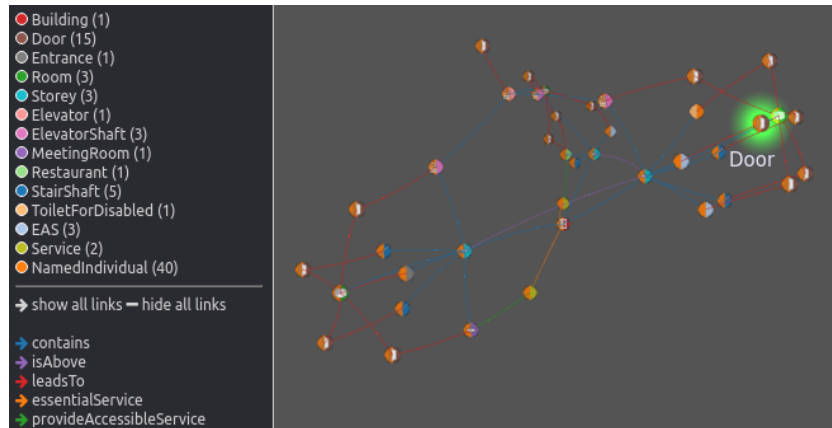 Building (1)
Door (15)
Entrance (1)
Room (3)
Storey (3)
Elevator (1)
ElevatorShaft (3)
MeetingRoom (1)
Restaurant (1)
StairShaft (5)
ToiletForDisabled (1)
EAS (3)
Service (2)
NamedIndividual (40)
show all links hide all links
contains
isAbove
leadsTo
essentialService
provideAccessibleService
Door